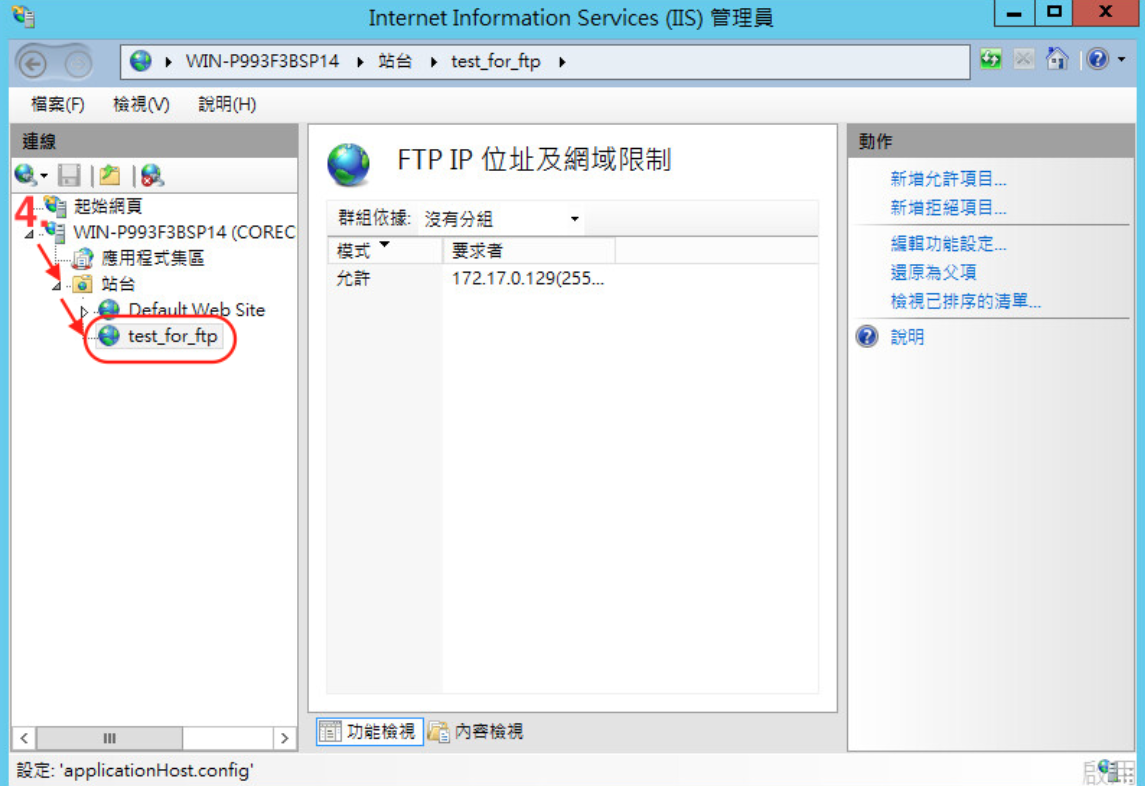 Internet Information Services (IIS) 管理員
WIN-P993F3BSP14 站台 test_for_ftp
檔案(F) 檢視(V) 說明(H)
連線
4.
起始網頁
WIN-P993F3BSP14 (COREC
應用程式集區
站台
Default Web Site
test_for_ftp
FTP IP 位址及網域限制
群組依據: 沒有分組
模式 要求者
允許 172.17.0.129(255...
功能檢視 內容檢視
動作
新增允許項目...
新增拒絕項目...
編輯功能設定...
還原為父項
檢視已排序的清單...
說明
設定: 'applicationHost.config'
啟用